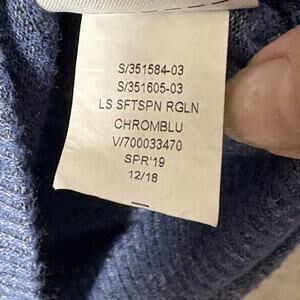 S/351584-03
S/351605-03
LS SFTSPN RGLN
CHROMBLU
V/700033470
SPR'19
12/18